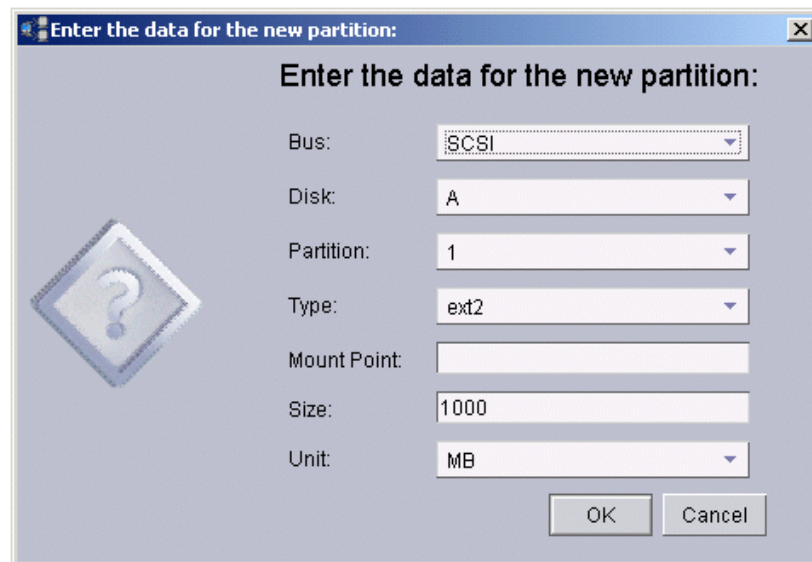 Enter the data for the new partition:
Enter the data for the new partition:
Bus: SCSI
Disk: A
Partition: 1
Type: ext2
Mount Point:
Size: 1000
Unit: MB
OK Cancel